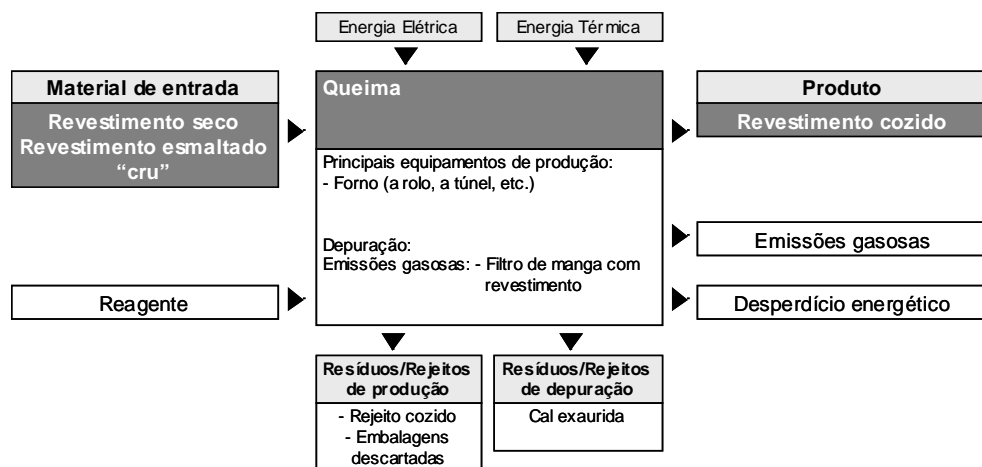 Energia Elétrica
Energia Térmica
Material de entrada
Revestimento seco
Revestimento esmaltado
“cru”
Queima
Principais equipamentos de produção:
- Forno (a rolo, a túnel, etc.)
Depuração:
Emissões gasosas: - Filtro de manga com
revestimento
Produto
Revestimento cozido
Emissões gasosas
Reagente
Desperdício energético
Resíduos/Rejeitos
de produção
- Rejeito cozido
- Embalagens
descartadas
Resíduos/Rejeitos
de depuração
Cal exaurida